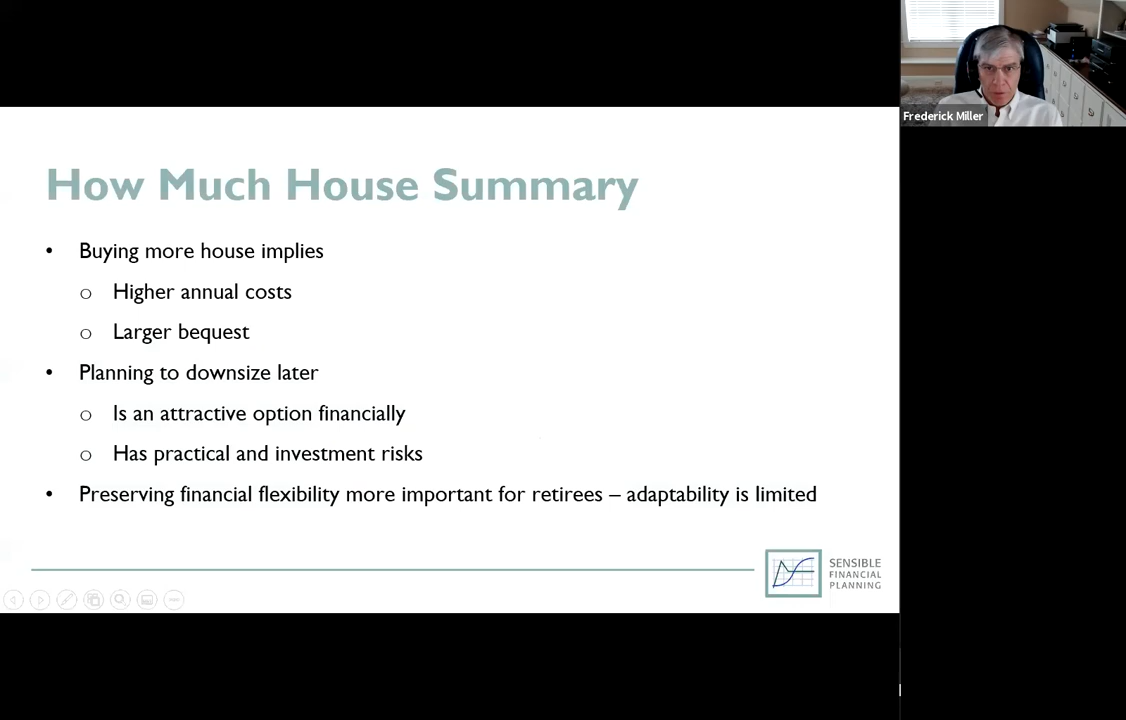 How Much House Summary
• Buying more house implies
o Higher annual costs
o Larger bequest
• Planning to downsize later
o Is an attractive option financially
o Has practical and investment risks
• Preserving financial flexibility more important for retirees – adaptability is limited
SENSIBLE
FINANCIAL
PLANNING
Frederick Miller